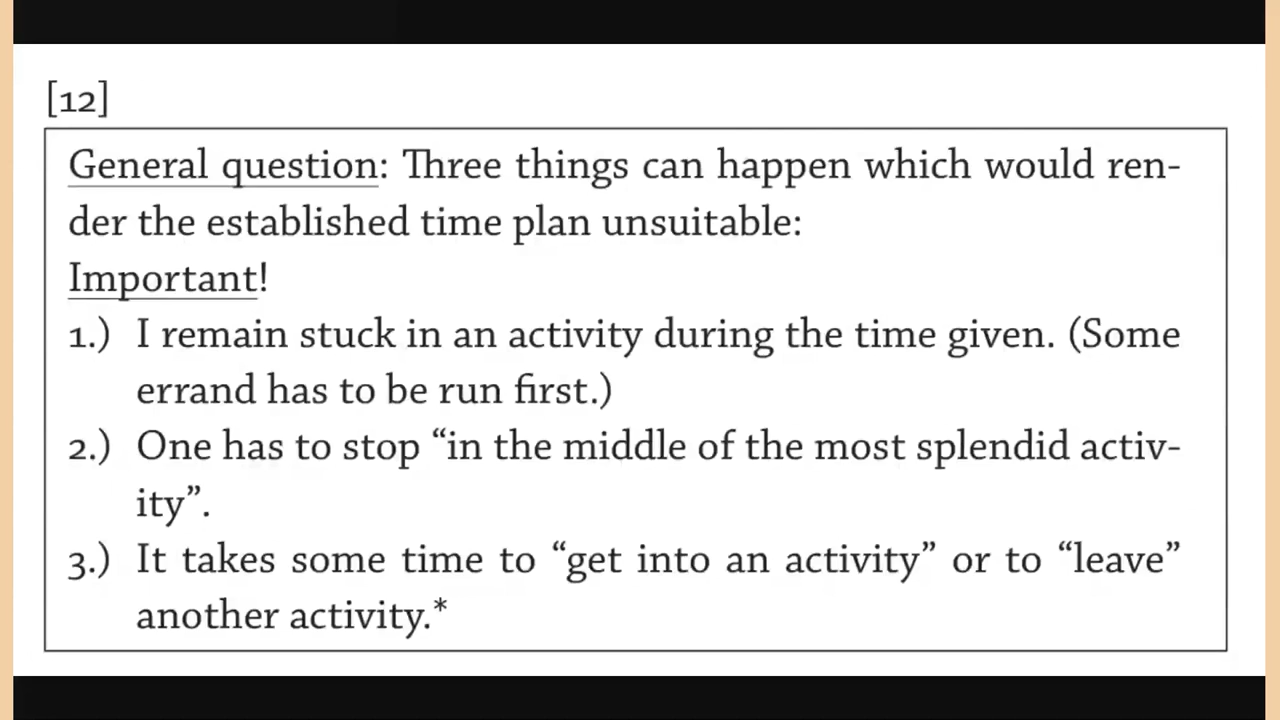 [12]
General question: Three things can happen which would ren-
der the established time plan unsuitable:
Important!
1.) I remain stuck in an activity during the time given. (Some
errand has to be run first.)
2.) One has to stop “in the middle of the most splendid activ-
ity”.
3.) It takes some time to “get into an activity” or to “leave”
another activity.*